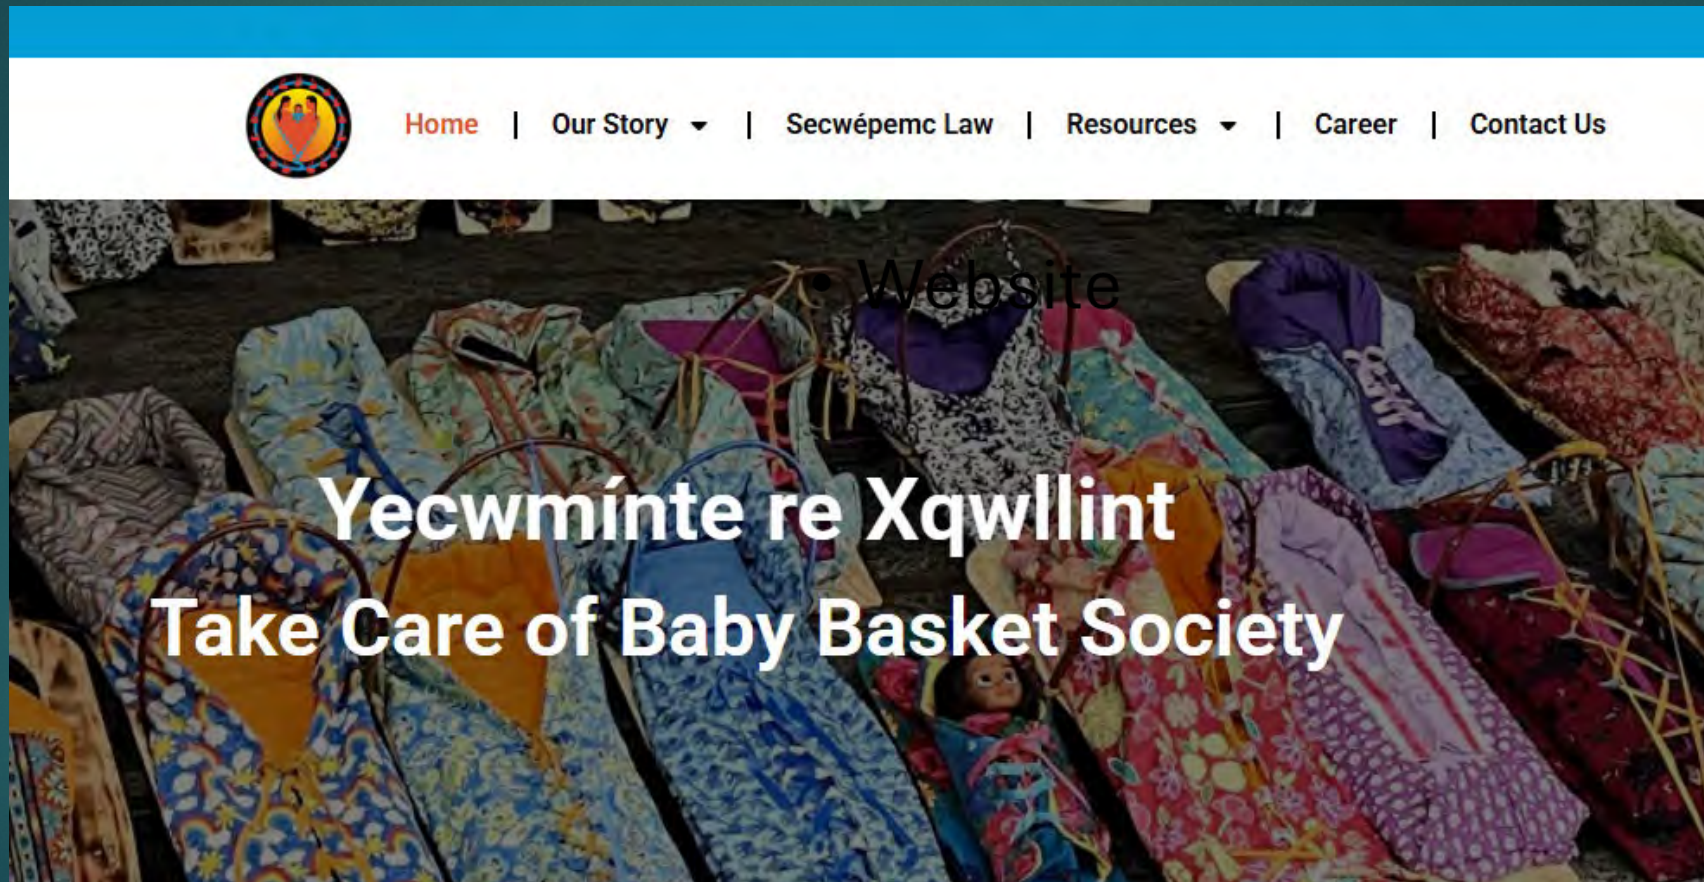 Home | Our Story | Secwépemc Law | Resources | Career | Contact Us
• Website
Yecwmínte re Xqwllint
Take Care of Baby Basket Society